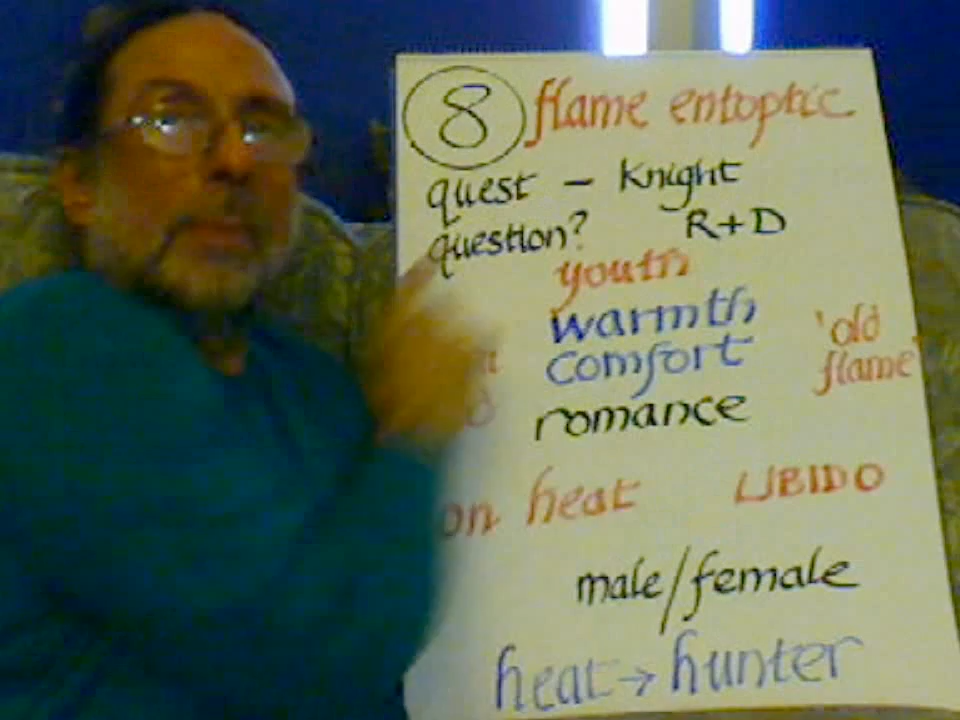 8 flame entoptic
quest – knight
question? R+D
youth
warmth
'old
comfort
flame'
romance
on heat LIBIDO
male/female
heat → hunter